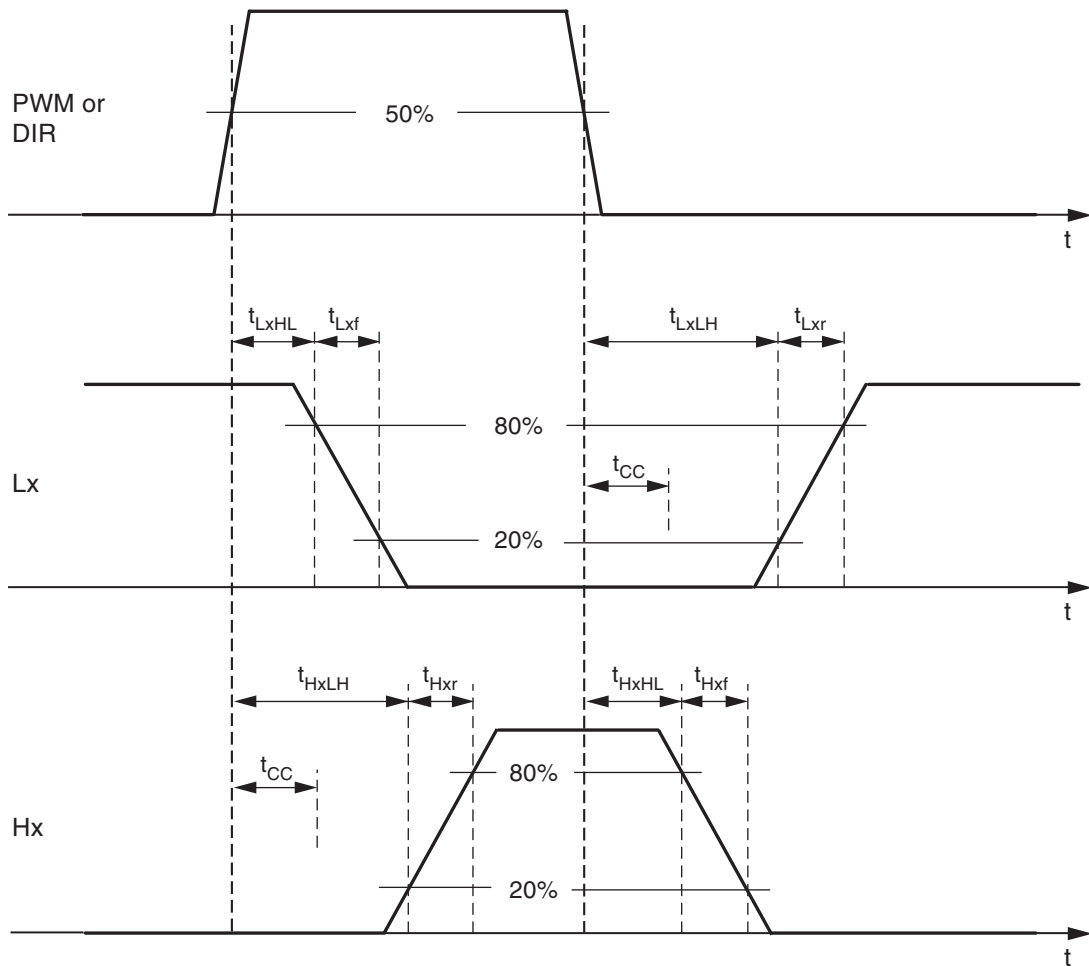 PWM or
DIR
50%
t
t_LxHL
t_Lxf
t_LxLH
t_Lxr
80%
t_CC
Lx
20%
t
t_HxLH
t_Hxr
t_HxHL
t_Hxf
t_CC
80%
Hx
20%
t